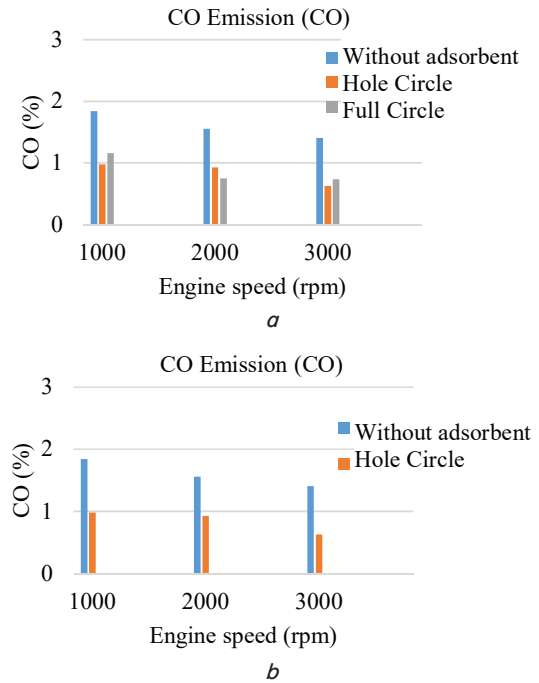 CO Emission (CO)
3
Without adsorbent
Hole Circle
2
Full Circle
CO (%)
1
0
1000 2000 3000
Engine speed (rpm)
a
CO Emission (CO)
3
Without adsorbent
2
Hole Circle
CO (%)
1
0
1000 2000 3000
Engine speed (rpm)
b